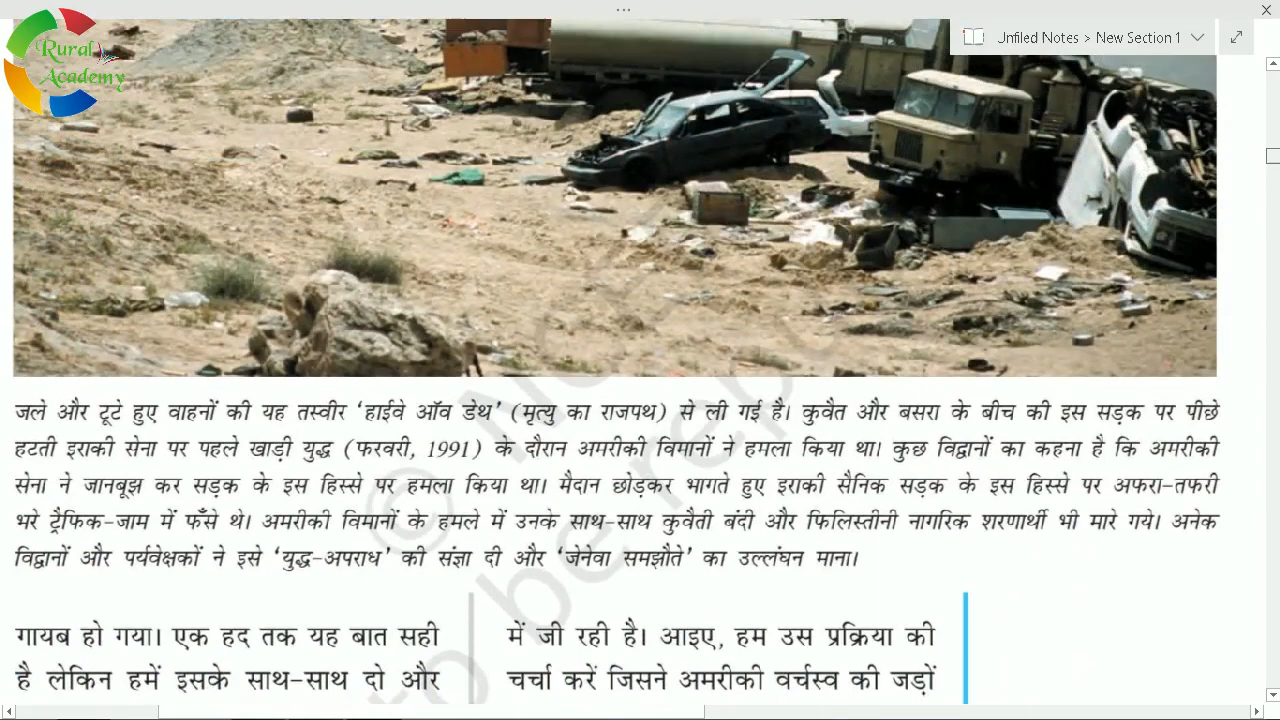 Rural
Academy
Jnfiled Notes > New Section 1
जले और टूटे हुए वाहनों की यह तस्वीर ‘हाईवे ऑव डेथ’ (मृत्यु का राजपथ) से ली गई है। कुवैत और बसरा के बीच की इस सड़क पर पीछे
हटती इराकी सेना पर पहले खाड़ी युद्ध (फरवरी, 1991) के दौरान अमरीकी विमानों ने हमला किया था। कुछ विद्वानों का कहना है कि अमरीकी
सेना ने जानबूझ कर सड़क के इस हिस्से पर हमला किया था। मैदान छोड़कर भागते हुए इराकी सैनिक सड़क के इस हिस्से पर अफरा-तफरी
भरे ट्रैफिक-जाम में फँसे थे। अमरीकी विमानों के हमले में उनके साथ-साथ कुवैती बंदी और फिलिस्तीनी नागरिक शरणार्थी भी मारे गये। अनेक
विद्वानों और पर्यवेक्षकों ने इसे ‘युद्ध-अपराध’ की संज्ञा दी और ‘जेनेवा समझौते’ का उल्लंघन माना।
गायब हो गया। एक हद तक यह बात सही
है लेकिन हमें इसके साथ-साथ दो और
में जी रही है। आइए, हम उस प्रक्रिया की
चर्चा करें जिसने अमरीकी वर्चस्व की जड़ों